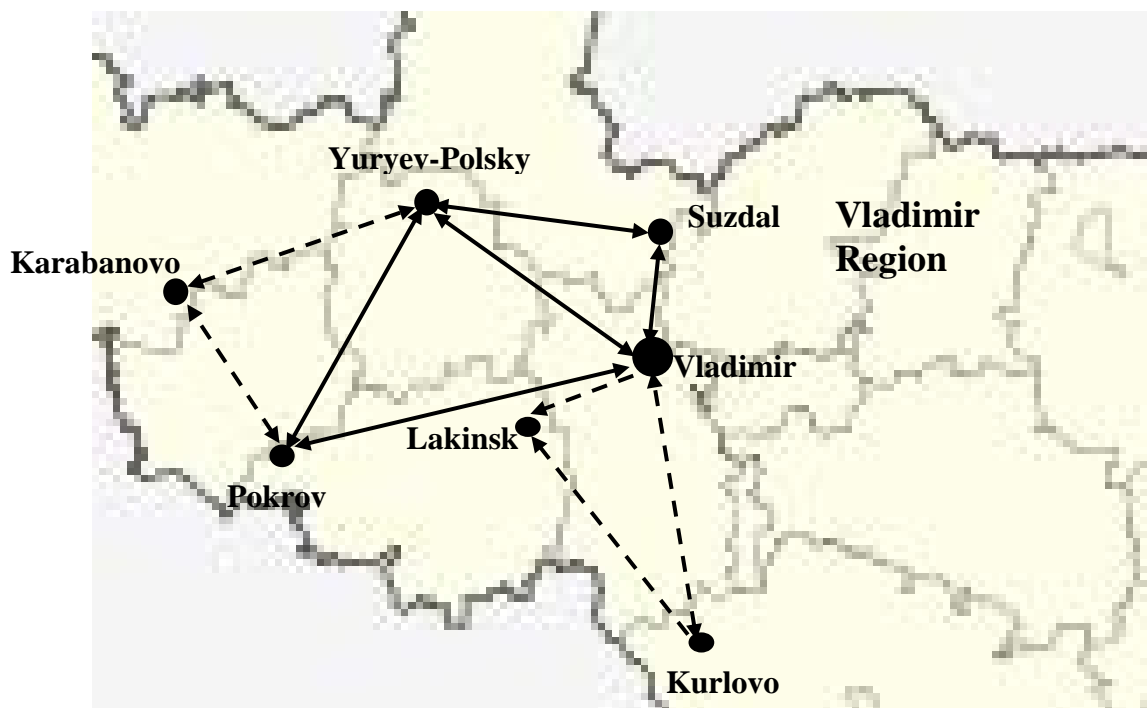 Yuryev-Polsky
Suzdal
Vladimir
Region
Karabanovo
Vladimir
Lakinsk
Pokrov
Kurlovo